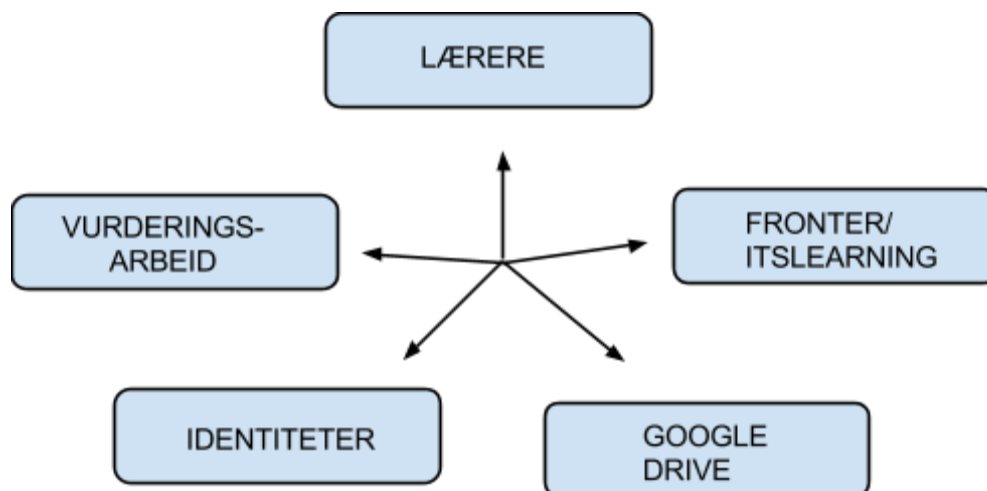 LÆRERE
VURDERINGS-
ARBEID
FRONTER/
ITSLEARNING
IDENTITETER
GOOGLE
DRIVE